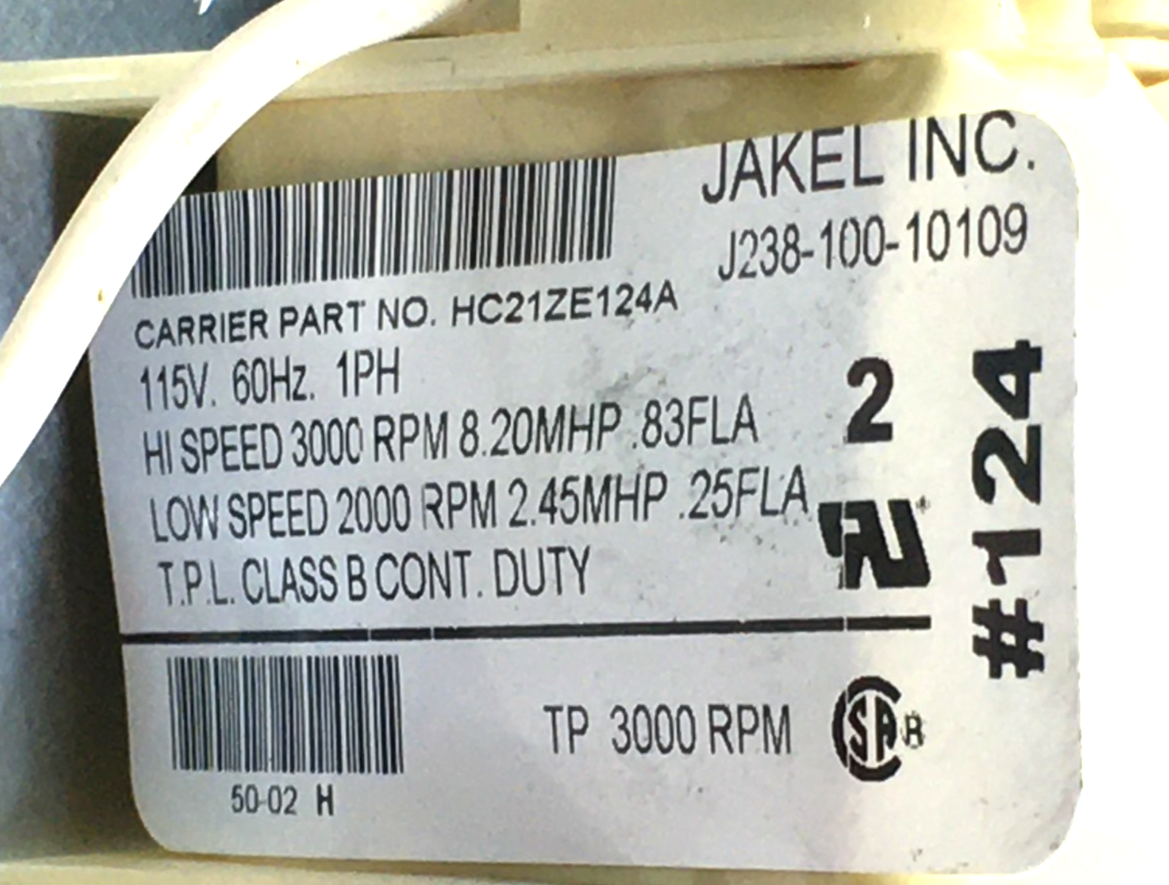 JAKEL INC.
J238-100-10109
CARRIER PART NO. HC21ZE124A
115V. 60Hz. 1PH
HI SPEED 3000 RPM 8.20MHP .83FLA
LOW SPEED 2000 RPM 2.45MHP .25FLA
T.P.L. CLASS B CONT. DUTY
2
#124
TP 3000 RPM
50-02 H